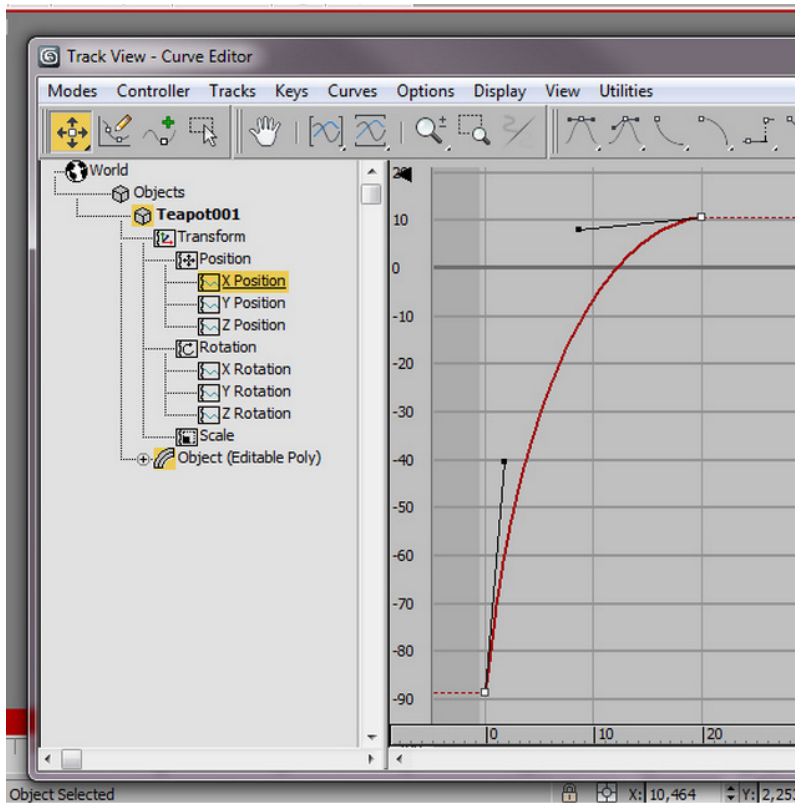 Track View - Curve Editor
Modes Controller Tracks Keys Curves Options Display View Utilities
World
Objects
Teapot001
Transform
Position
X Position
Y Position
Z Position
Rotation
X Rotation
Y Rotation
Z Rotation
Scale
Object (Editable Poly)
20
10
0
-10
-20
-30
-40
-50
-60
-70
-80
-90
0 10 20
Object Selected X: 10,464 Y: